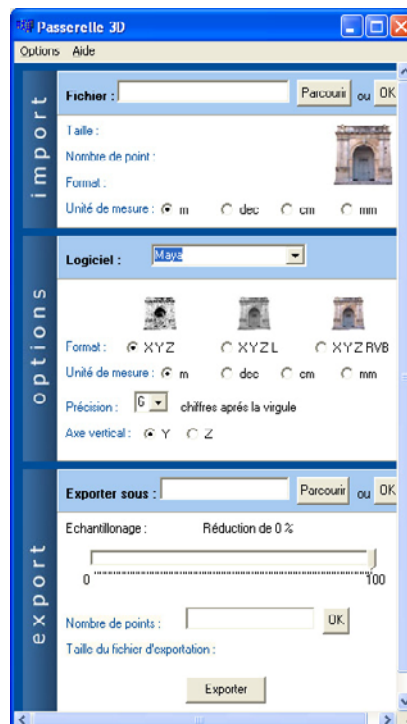 Passerelle 3D
Options Aide
import
Fichier : Parcourir ou OK
Taille :
Nombre de point :
Format :
Unité de mesure : m dec cm mm
options
Logiciel : Maya
Format : XYZ XYZL XYZRVB
Unité de mesure : m dec cm mm
Précision : 6 chiffres aprés la virgule
Axe vertical : Y Z
export
Exporter sous : Parcourir ou OK
Echantillonage : Réduction de 0 %
0 100
Nombre de points : OK
Taille du fichier d'exportation :
Exporter